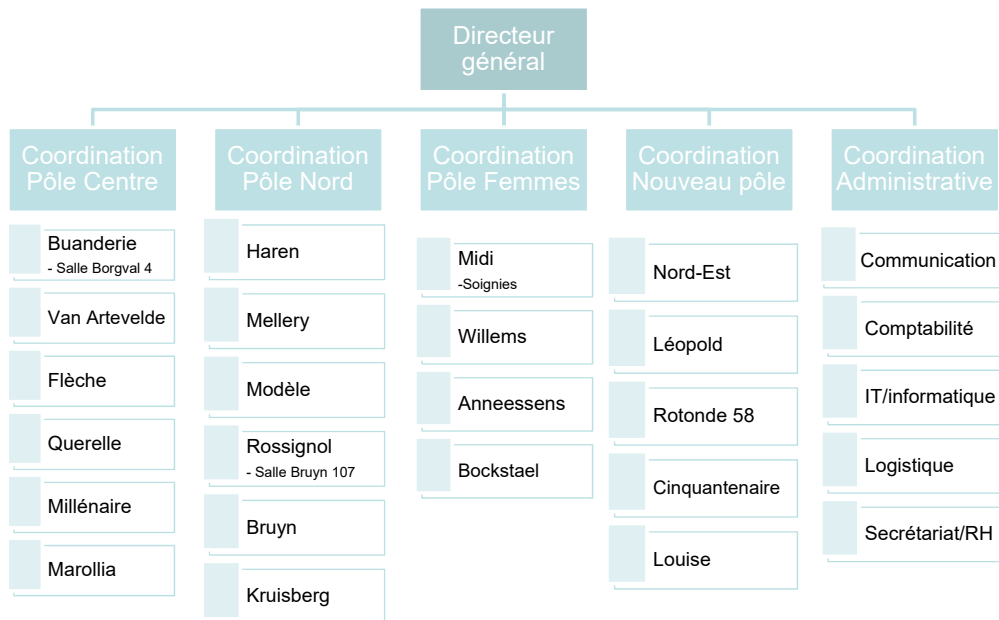 Directeur
général
Coordination
Pôle Centre
Buanderie
- Salle Borgval 4
Van Artevelde
Flèche
Querelle
Millénaire
Marollia
Coordination
Pôle Nord
Haren
Mellery
Modèle
Rossignol
- Salle Bruyn 107
Bruyn
Kruisberg
Coordination
Pôle Femmes
Midi
-Soignies
Willems
Anneessens
Bockstael
Coordination
Nouveau pôle
Nord-Est
Léopold
Rotonde 58
Cinquantenaire
Louise
Coordination
Administrative
Communication
Comptabilité
IT/informatique
Logistique
Secrétariat/RH